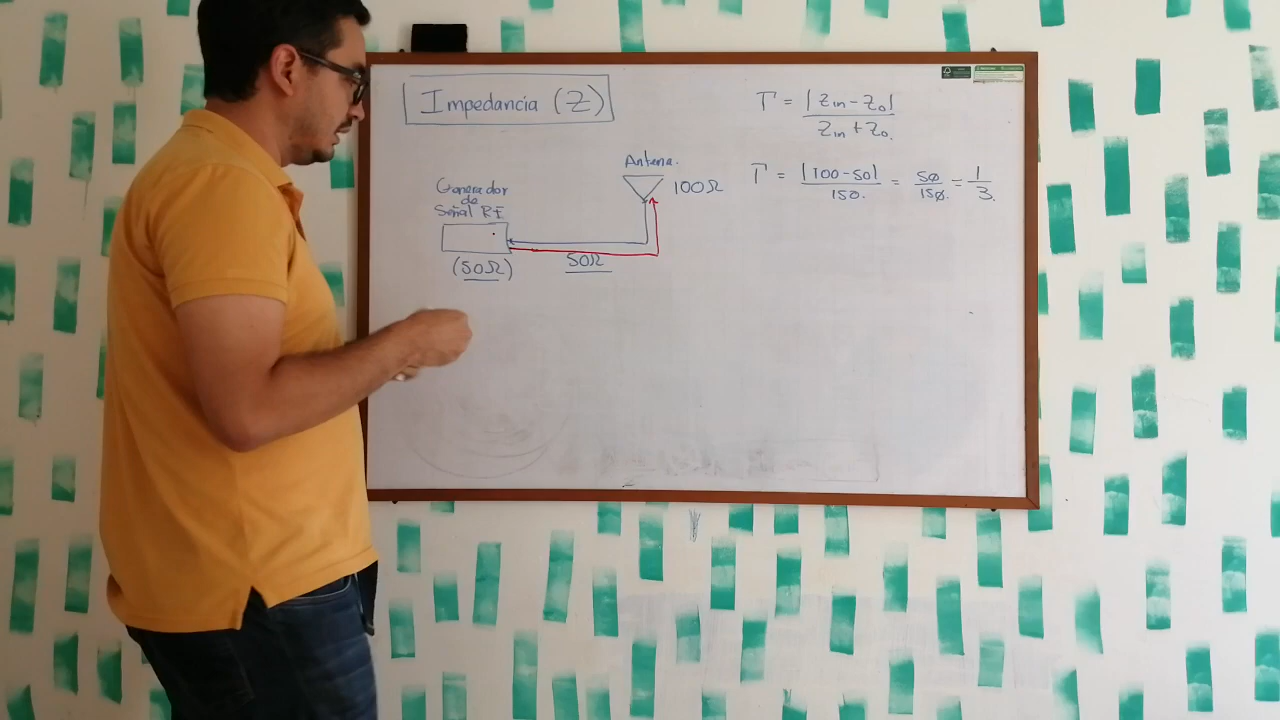 Impedancia (Z)
Γ = |Zin - Zo| / Zin + Zo.
Antena.
100Ω
Γ = |100-50| / 150. = 50/150. = 1/3.
Generador
de
Señal RF
(50Ω)
50Ω